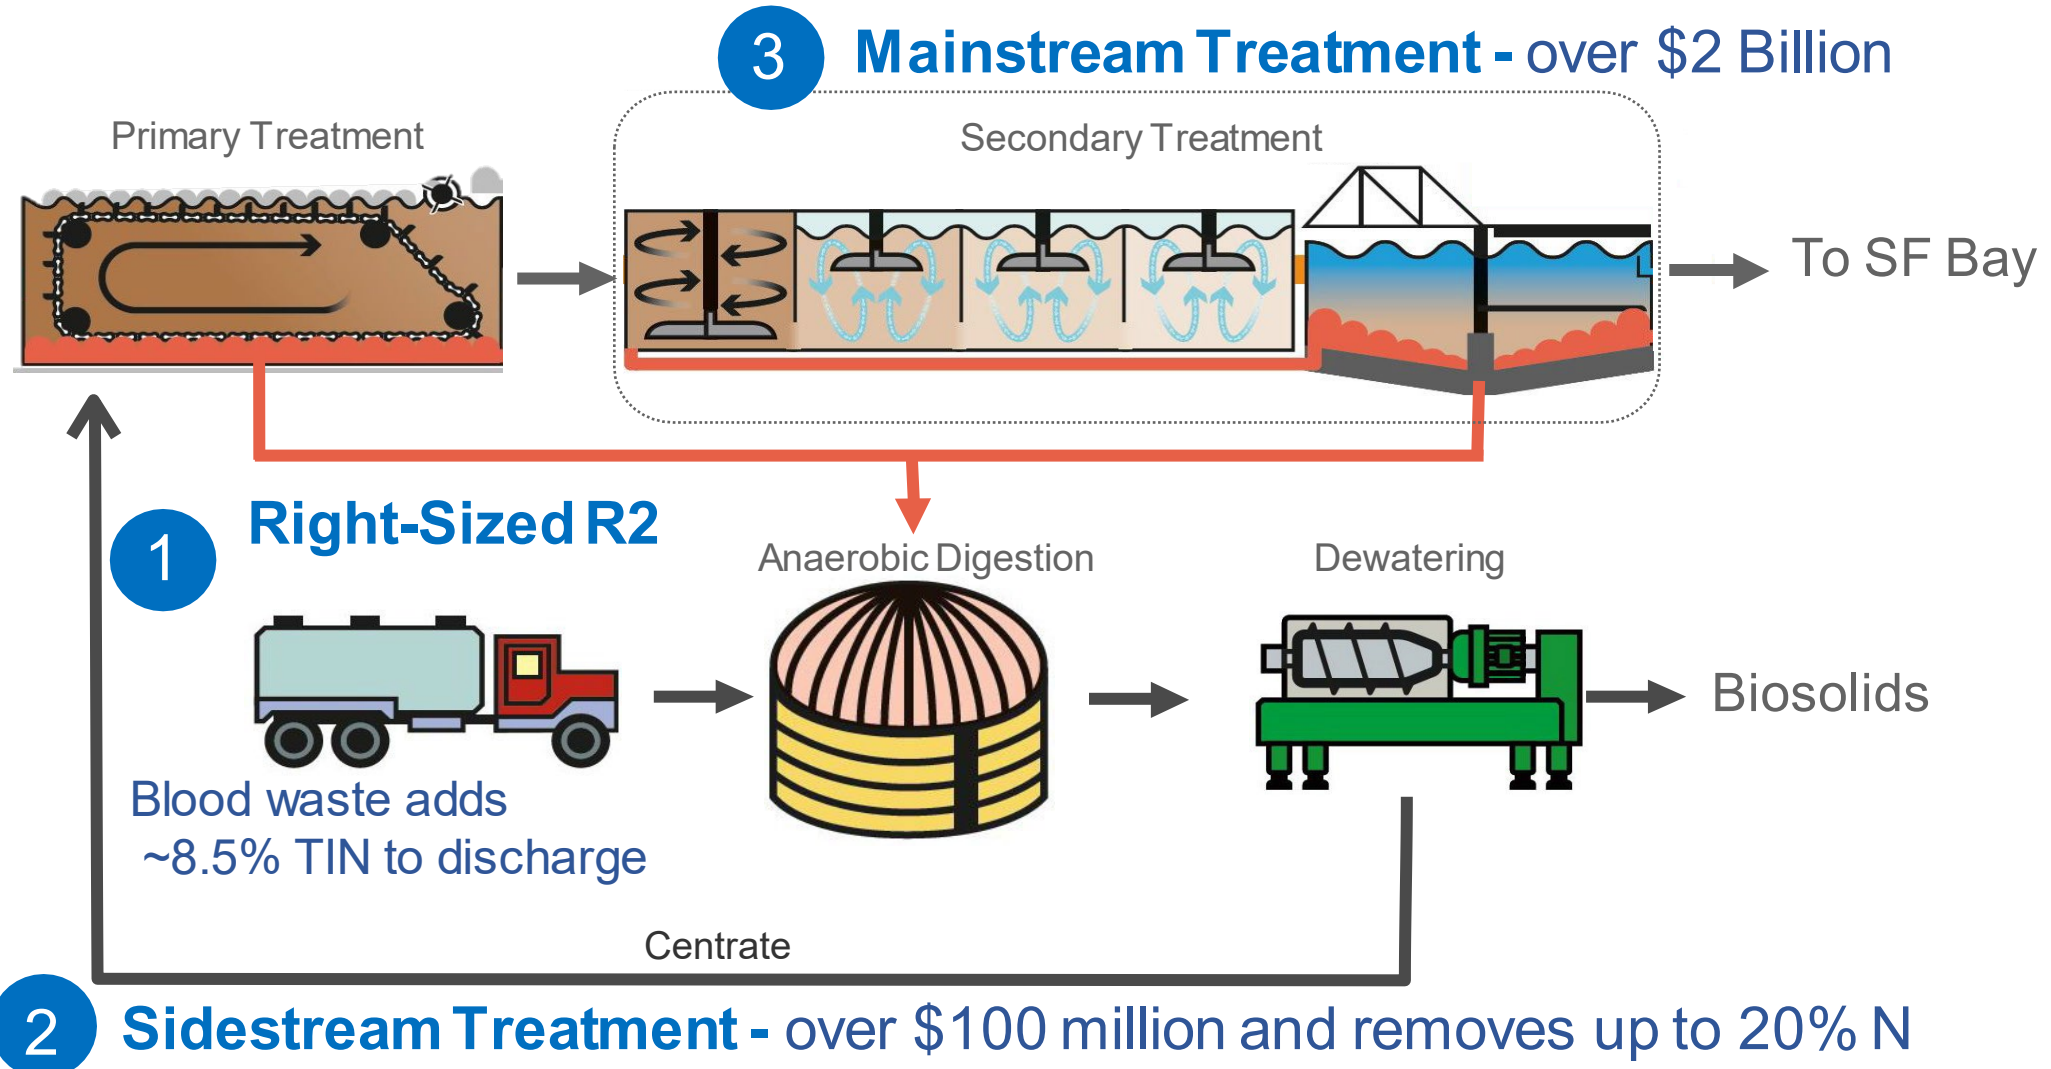 3 Mainstream Treatment - over $2 Billion
Primary Treatment
Secondary Treatment
To SF Bay
1 Right-Sized R2
Anaerobic Digestion
Dewatering
Biosolids
Blood waste adds
~8.5% TIN to discharge
Centrate
2 Sidestream Treatment - over $100 million and removes up to 20% N